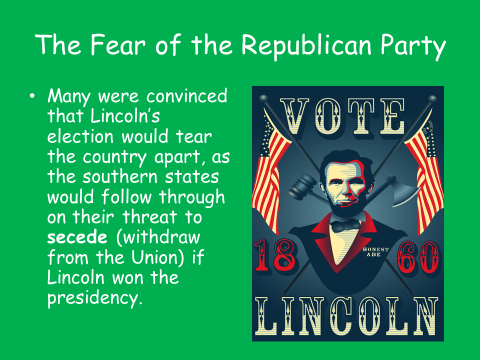 The Fear of the Republican Party
• Many were convinced
that Lincoln's
election would tear
the country apart, as
the southern states
would follow through
on their threat to
secede (withdraw
from the Union) if
Lincoln won the
presidency.
VOTE
18 60
HONEST
ABE
LINCOLN